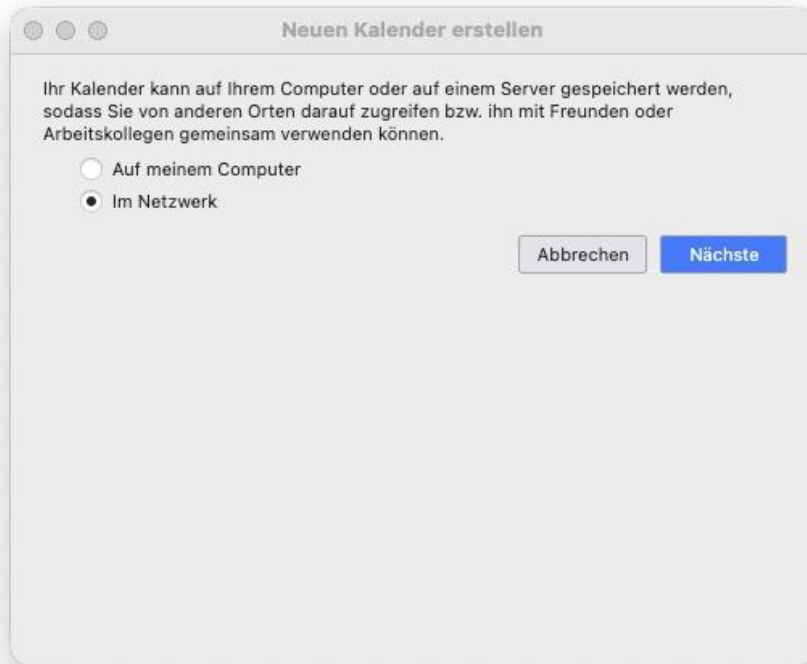 Neuen Kalender erstellen
Ihr Kalender kann auf Ihrem Computer oder auf einem Server gespeichert werden,
sodass Sie von anderen Orten darauf zugreifen bzw. ihn mit Freunden oder
Arbeitskollegen gemeinsam verwenden können.
Auf meinem Computer
Im Netzwerk
Abbrechen
Nächste